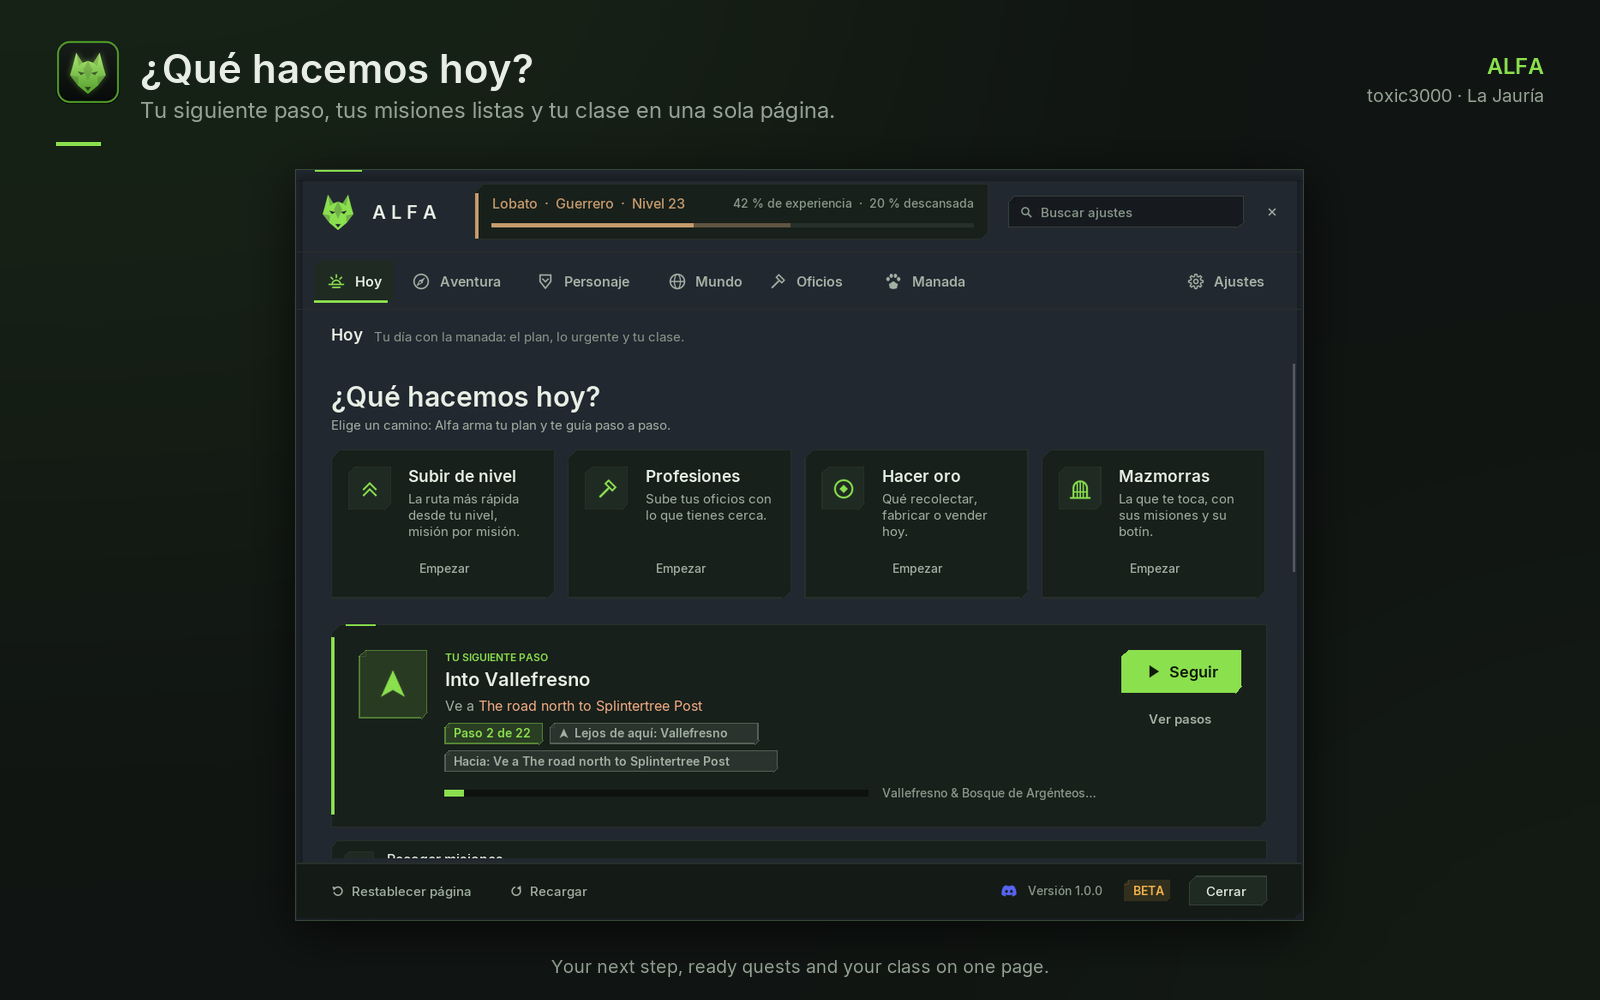 ¿Qué hacemos hoy?
Tu siguiente paso, tus misiones listas y tu clase en una sola página.
ALFA
toxic3000 · La Jauría
ALFA
Lobato · Guerrero · Nivel 23
42 % de experiencia · 20 % descansada
Buscar ajustes
Hoy
Aventura
Personaje
Mundo
Oficios
Manada
Ajustes
Hoy
Tu día con la manada: el plan, lo urgente y tu clase.
¿Qué hacemos hoy?
Elige un camino: Alfa arma tu plan y te guía paso a paso.
Subir de nivel
La ruta más rápida
desde tu nivel,
misión por misión.
Empezar
Profesiones
Sube tus oficios con
lo que tienes cerca.
Empezar
Hacer oro
Qué recolectar,
fabricar o vender
hoy.
Empezar
Mazmorras
La que te toca, con
sus misiones y su
botín.
Empezar
TU SIGUIENTE PASO
Into Vallefresno
Ve a The road north to Splintertree Post
Paso 2 de 22
Lejos de aquí: Vallefresno
Hacia: Ve a The road north to Splintertree Post
Vallefresno & Bosque de Argénteos...
Seguir
Ver pasos
Restablecer página
Recargar
Versión 1.0.0
BETA
Cerrar
Your next step, ready quests and your class on one page.